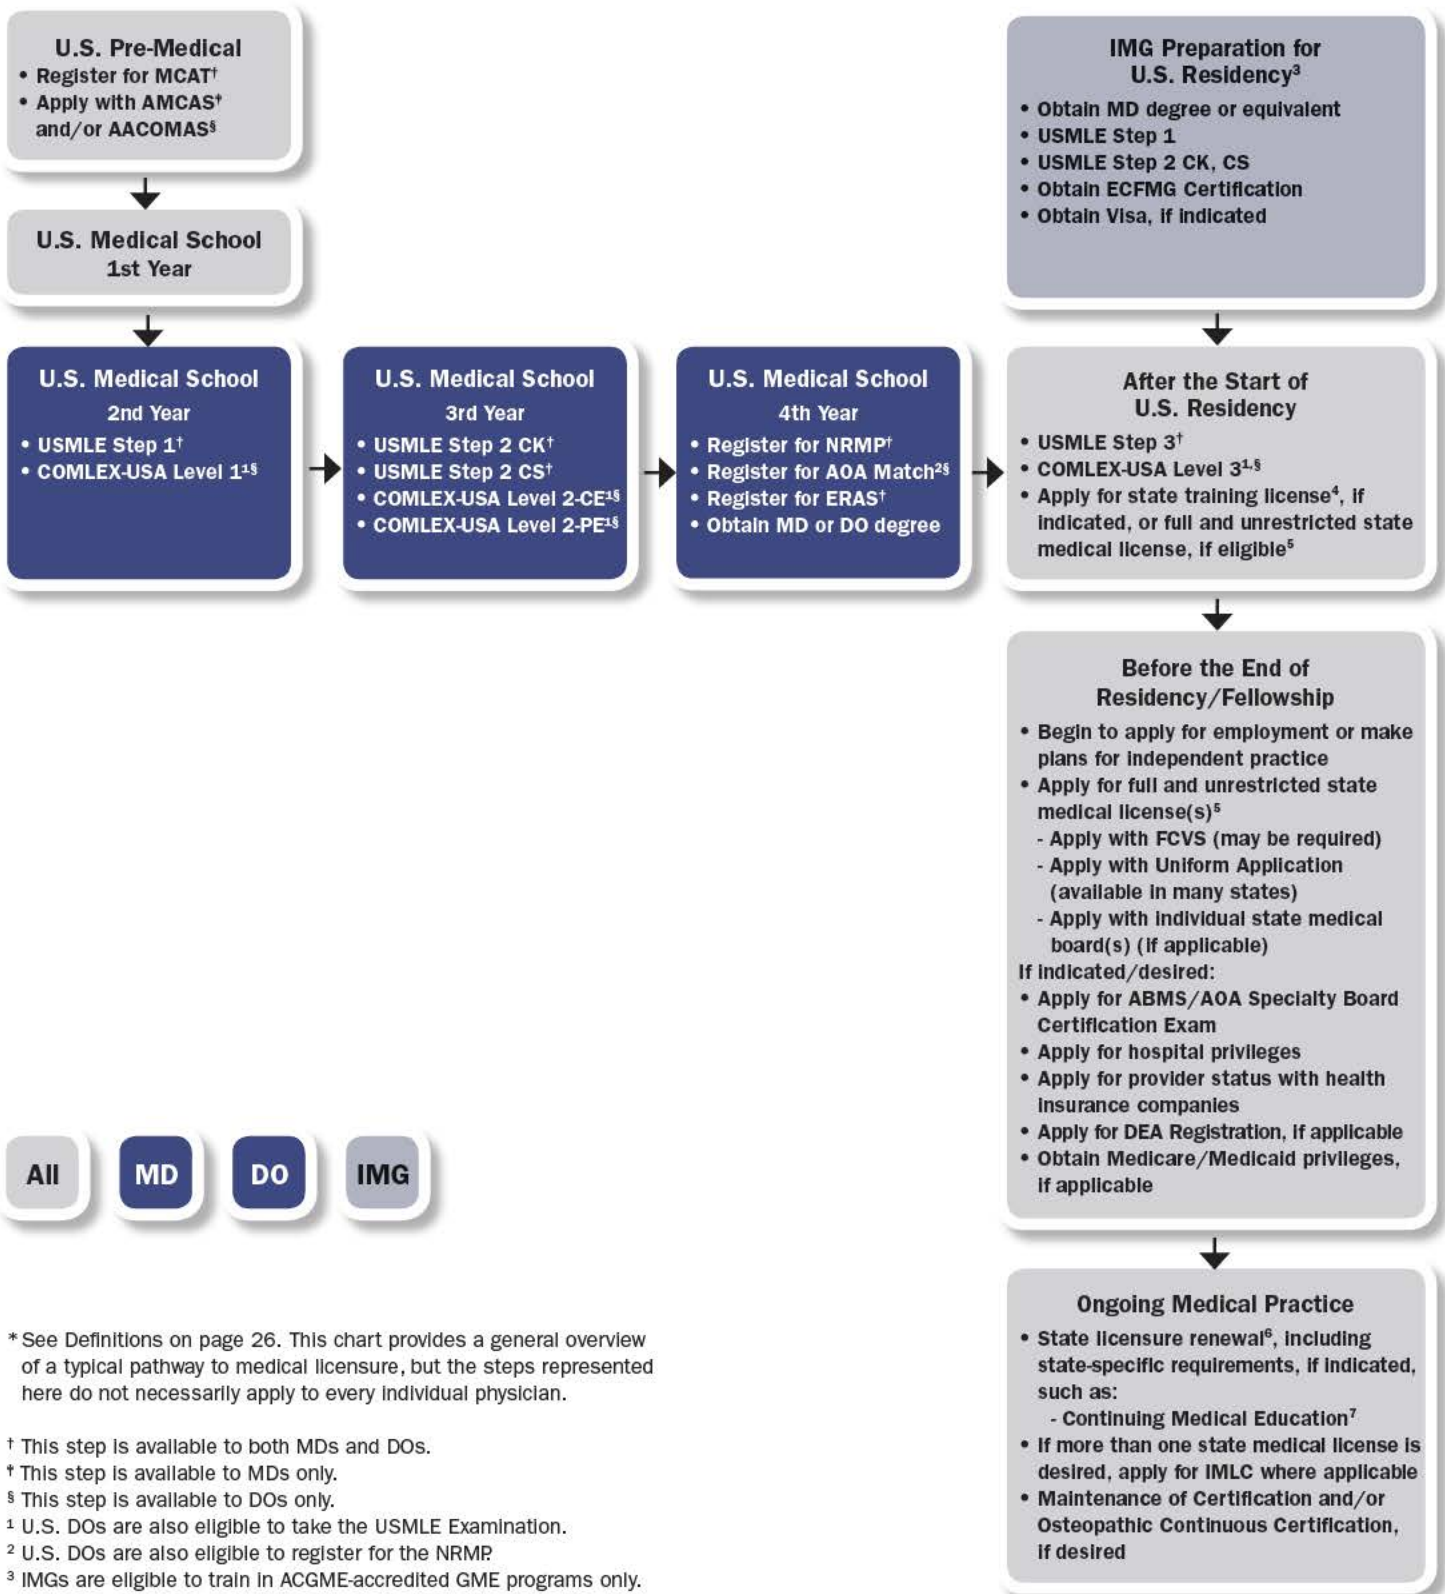 U.S. Pre-Medical
• Register for MCAT†
• Apply with AMCAS‡
and/or AACOMAS§
U.S. Medical School
1st Year
U.S. Medical School
2nd Year
• USMLE Step 1†
• COMLEX-USA Level 1¹§
U.S. Medical School
3rd Year
• USMLE Step 2 CK†
• USMLE Step 2 CS†
• COMLEX-USA Level 2-CE¹§
• COMLEX-USA Level 2-PE¹§
U.S. Medical School
4th Year
• Register for NRMP†
• Register for AOA Match²§
• Register for ERAS†
• Obtain MD or DO degree
IMG Preparation for
U.S. Residency³
• Obtain MD degree or equivalent
• USMLE Step 1
• USMLE Step 2 CK, CS
• Obtain ECFMG Certification
• Obtain Visa, if indicated
After the Start of
U.S. Residency
• USMLE Step 3†
• COMLEX-USA Level 3¹,§
• Apply for state training license⁴, if
indicated, or full and unrestricted state
medical license, if eligible⁵
Before the End of
Residency/Fellowship
• Begin to apply for employment or make
plans for independent practice
• Apply for full and unrestricted state
medical license(s)⁵
- Apply with FCVS (may be required)
- Apply with Uniform Application
(available in many states)
- Apply with individual state medical
board(s) (if applicable)
If indicated/desired:
• Apply for ABMS/AOA Specialty Board
Certification Exam
• Apply for hospital privileges
• Apply for provider status with health
insurance companies
• Apply for DEA Registration, if applicable
• Obtain Medicare/Medicaid privileges,
if applicable
Ongoing Medical Practice
• State licensure renewal⁶, including
state-specific requirements, if indicated,
such as:
- Continuing Medical Education⁷
• If more than one state medical license is
desired, apply for IMLC where applicable
• Maintenance of Certification and/or
Osteopathic Continuous Certification,
if desired
All
MD
DO
IMG
* See Definitions on page 26. This chart provides a general overview
of a typical pathway to medical licensure, but the steps represented
here do not necessarily apply to every individual physician.
† This step is available to both MDs and DOs.
‡ This step is available to MDs only.
§ This step is available to DOs only.
¹ U.S. DOs are also eligible to take the USMLE Examination.
² U.S. DOs are also eligible to register for the NRMP.
³ IMGs are eligible to train in ACGME-accredited GME programs only.